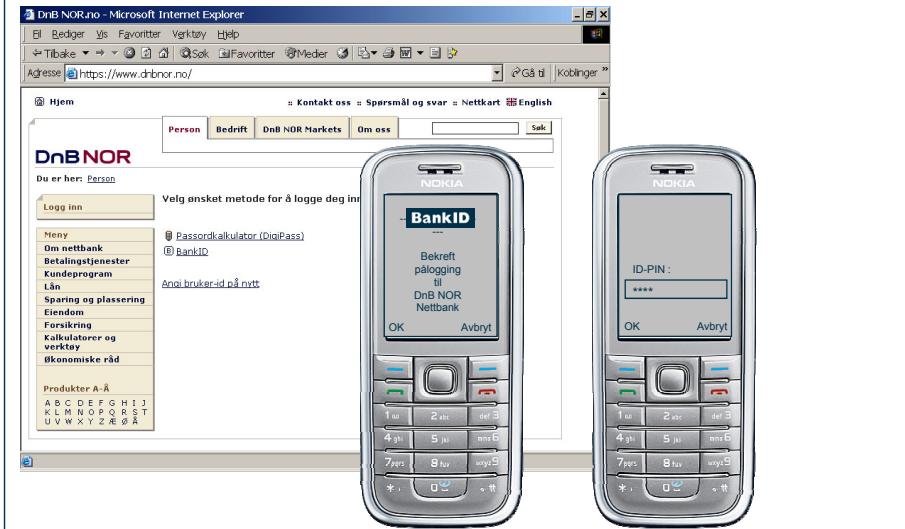 DnB NOR.no - Microsoft Internet Explorer
Fil Rediger Vis Favoritter Verktøy Hjelp
Tilbake Søk Favoritter Medier
Adresse https://www.dnbnor.no/ Gå til Koblinger »
Hjem :: Kontakt oss :: Spørsmål og svar :: Nettkart English
Person Bedrift DnB NOR Markets Om oss Søk
DnB NOR
Du er her: Person
Logg inn
Velg ønsket metode for å logge deg inn
Passordkalkulator (DigiPass)
BankID
Angi bruker-id på nytt
Meny
Om nettbank
Betalingstjenester
Kundeprogram
Lån
Sparing og plassering
Eiendom
Forsikring
Kalkulatorer og
verktøy
Økonomiske råd
Produkter A-Å
A B C D E F G H I J
K L M N O P Q R S T
U V W X Y Z Æ Ø Å
NOKIA
-- BankID
---
Bekreft
pålogging
til
DnB NOR
Nettbank
OK Avbryt
1
2 abc
def 3
4 ghi
5 jkl
mno 6
7pqrs
8 tuv
wxyz 9
* +
0
#
NOKIA
ID-PIN :
****
OK Avbryt
1
2 abc
def 3
4 ghi
5 jkl
mno 6
7pqrs
8 tuv
wxyz 9
* +
0
#